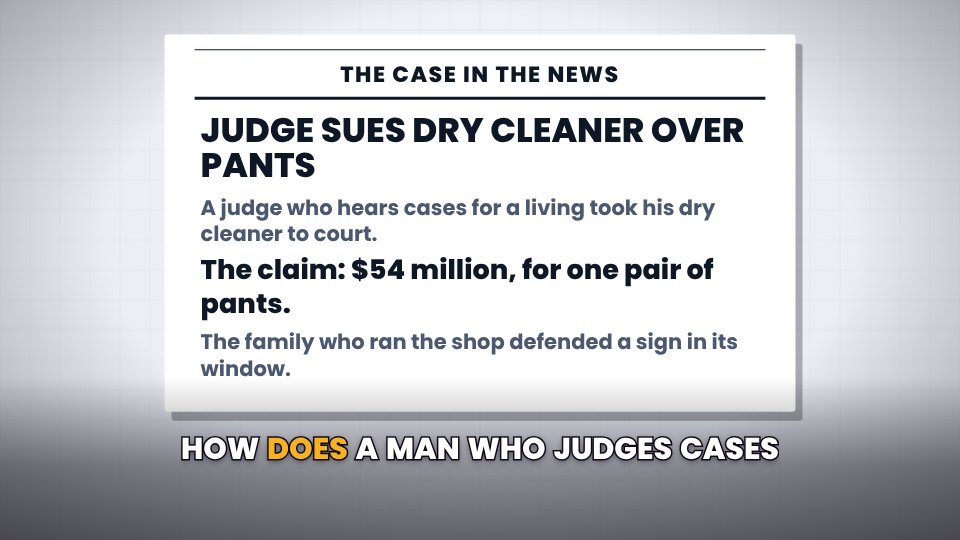 THE CASE IN THE NEWS
JUDGE SUES DRY CLEANER OVER
PANTS
A judge who hears cases for a living took his dry
cleaner to court.
The claim: $54 million, for one pair of
pants.
The family who ran the shop defended a sign in its
window.
HOW DOES A MAN WHO JUDGES CASES